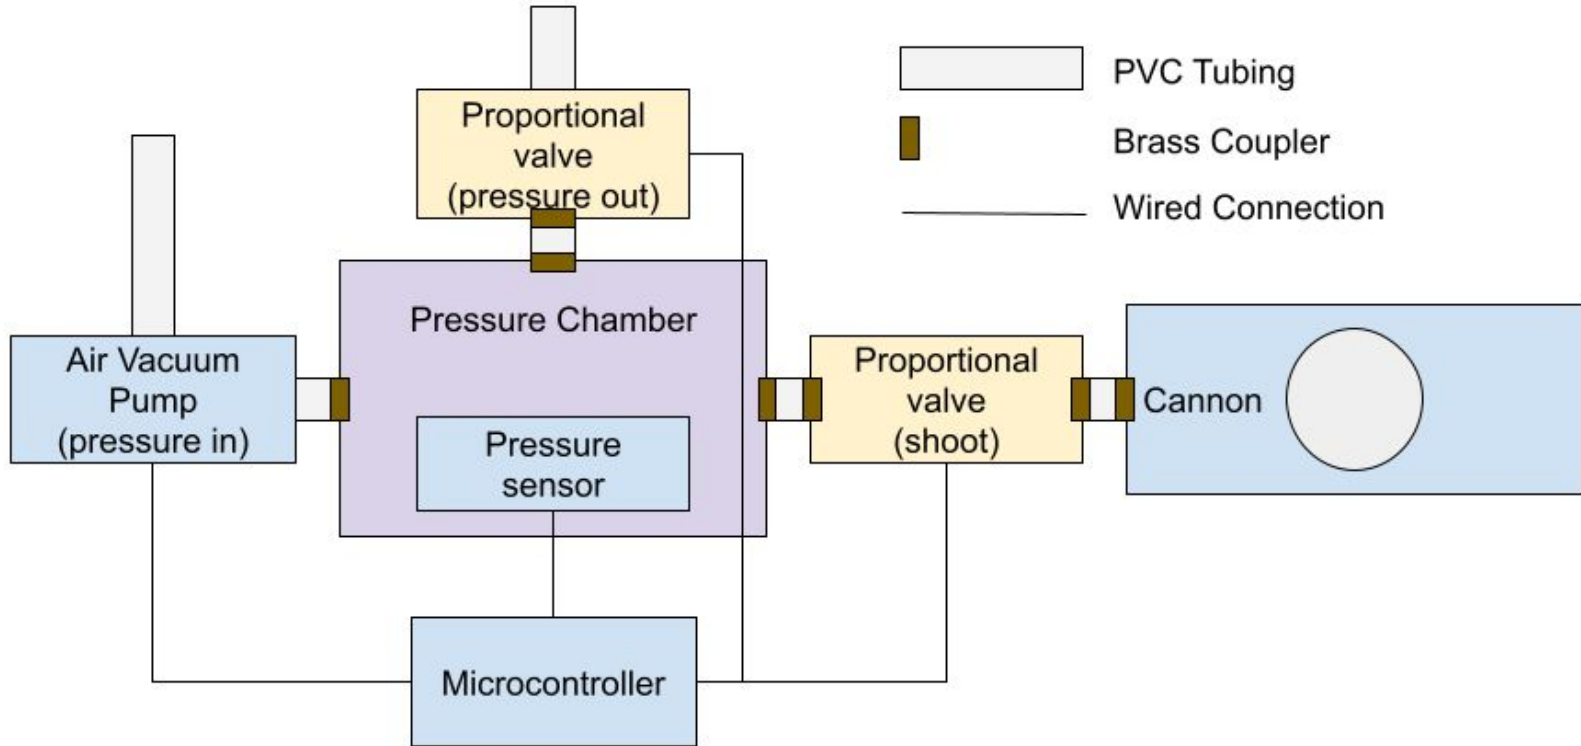 Proportional
valve
(pressure out)
PVC Tubing
Brass Coupler
Wired Connection
Air Vacuum
Pump
(pressure in)
Pressure Chamber
Pressure
sensor
Proportional
valve
(shoot)
Cannon
Microcontroller